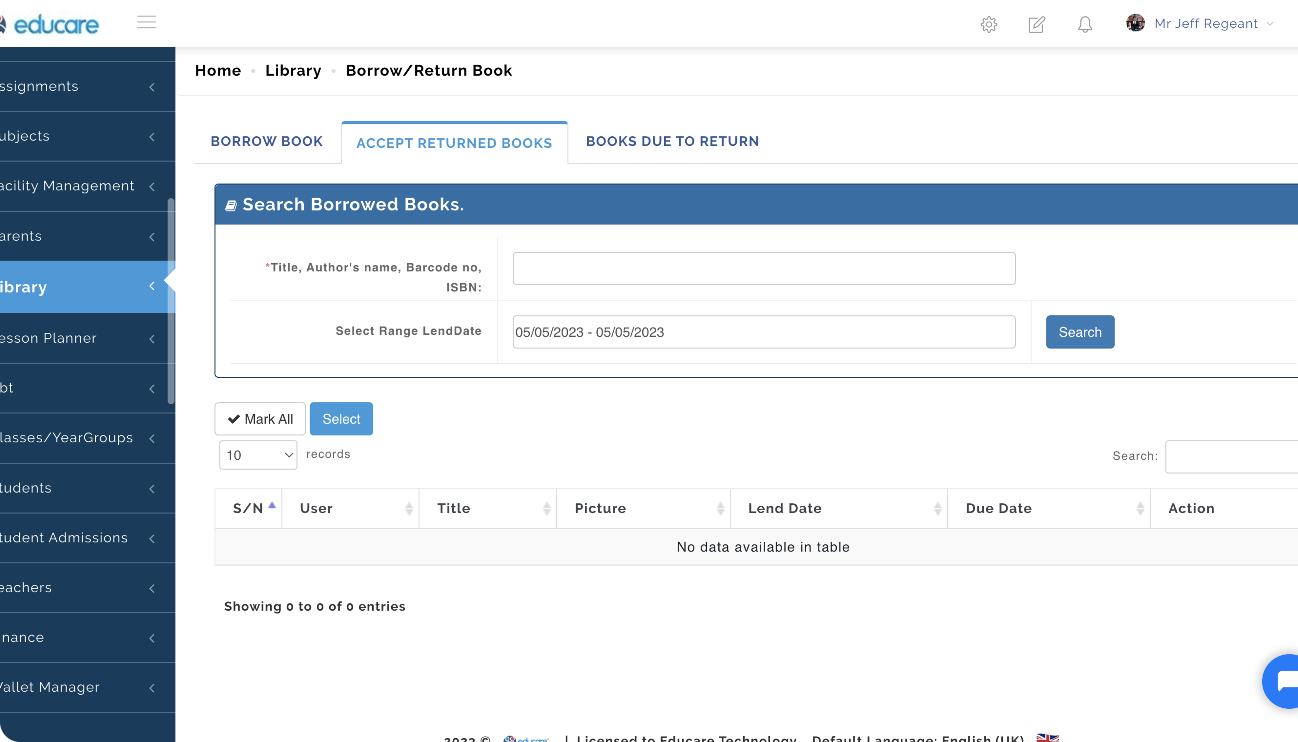 educare
Mr Jeff Regeant
Home
Library
Borrow/Return Book
ssignments
ubjects
acility Management
arents
ibrary
esson Planner
bt
lasses/YearGroups
tudents
tudent Admissions
eachers
nance
Wallet Manager
BORROW BOOK
ACCEPT RETURNED BOOKS
BOOKS DUE TO RETURN
Search Borrowed Books.
*Title, Author's name, Barcode no,
ISBN:
Select Range LendDate
05/05/2023 - 05/05/2023
Search
Mark All
Select
10
records
Search:
S/N
User
Title
Picture
Lend Date
Due Date
Action
No data available in table
Showing 0 to 0 of 0 entries
2023 © educare | Licensed to Educare Technology Default Language: English (UK)